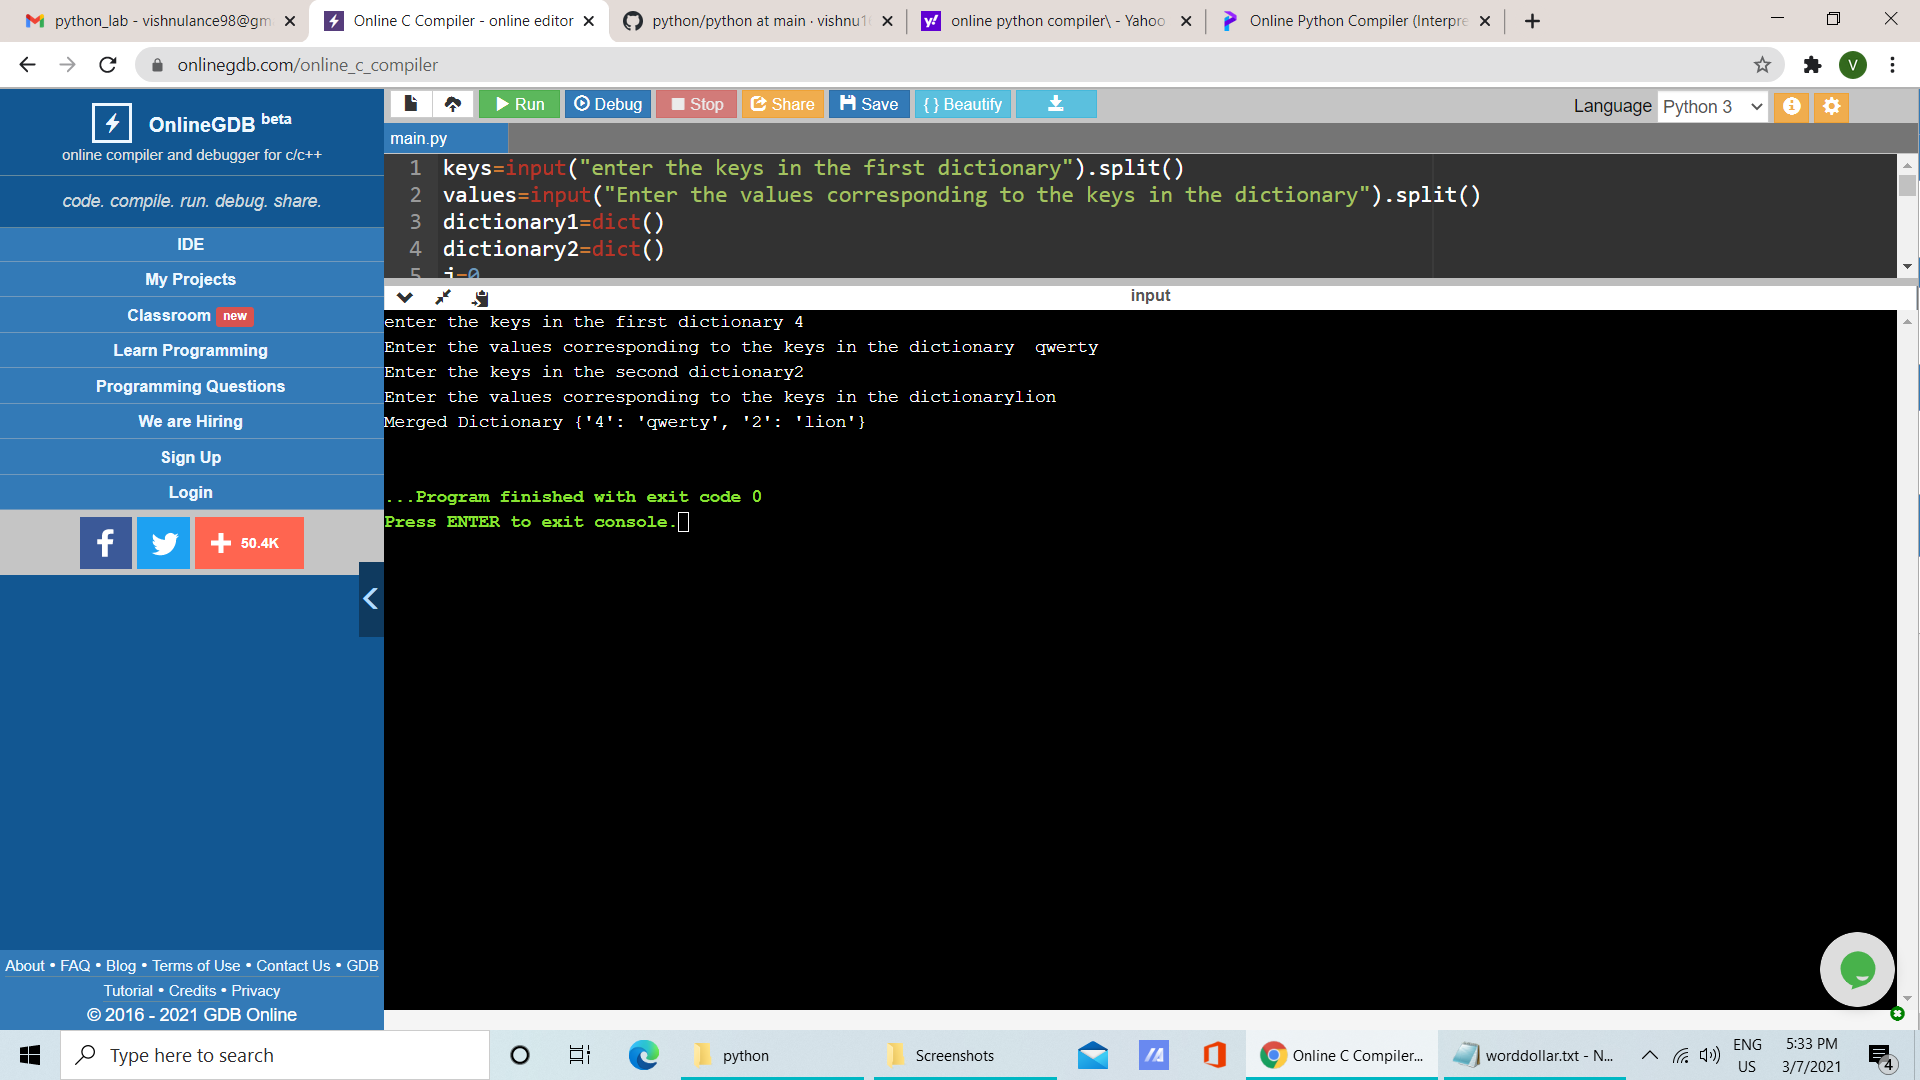 python_lab - vishnulance98@gm
Online C Compiler - online editor
python/python at main · vishnu1
online python compiler\ - Yahoo
Online Python Compiler (Interpre
onlinegdb.com/online_c_compiler
V
OnlineGDB beta
online compiler and debugger for c/c++
code. compile. run. debug. share.
IDE
My Projects
Classroom new
Learn Programming
Programming Questions
We are Hiring
Sign Up
Login
50.4K
About • FAQ • Blog • Terms of Use • Contact Us • GDB
Tutorial • Credits • Privacy
© 2016 - 2021 GDB Online
Run Debug Stop Share Save {} Beautify
Language Python 3
main.py
1 keys=input("enter the keys in the first dictionary").split()
2 values=input("Enter the values corresponding to the keys in the dictionary").split()
3 dictionary1=dict()
4 dictionary2=dict()
5 i=0
input
enter the keys in the first dictionary 4
Enter the values corresponding to the keys in the dictionary  qwerty
Enter the keys in the second dictionary2
Enter the values corresponding to the keys in the dictionarylion
Merged Dictionary {'4': 'qwerty', '2': 'lion'}
...Program finished with exit code 0
Press ENTER to exit console.
Type here to search
python
Screenshots
Online C Compiler...
worddollar.txt - N...
ENG
US
5:33 PM
3/7/2021
4